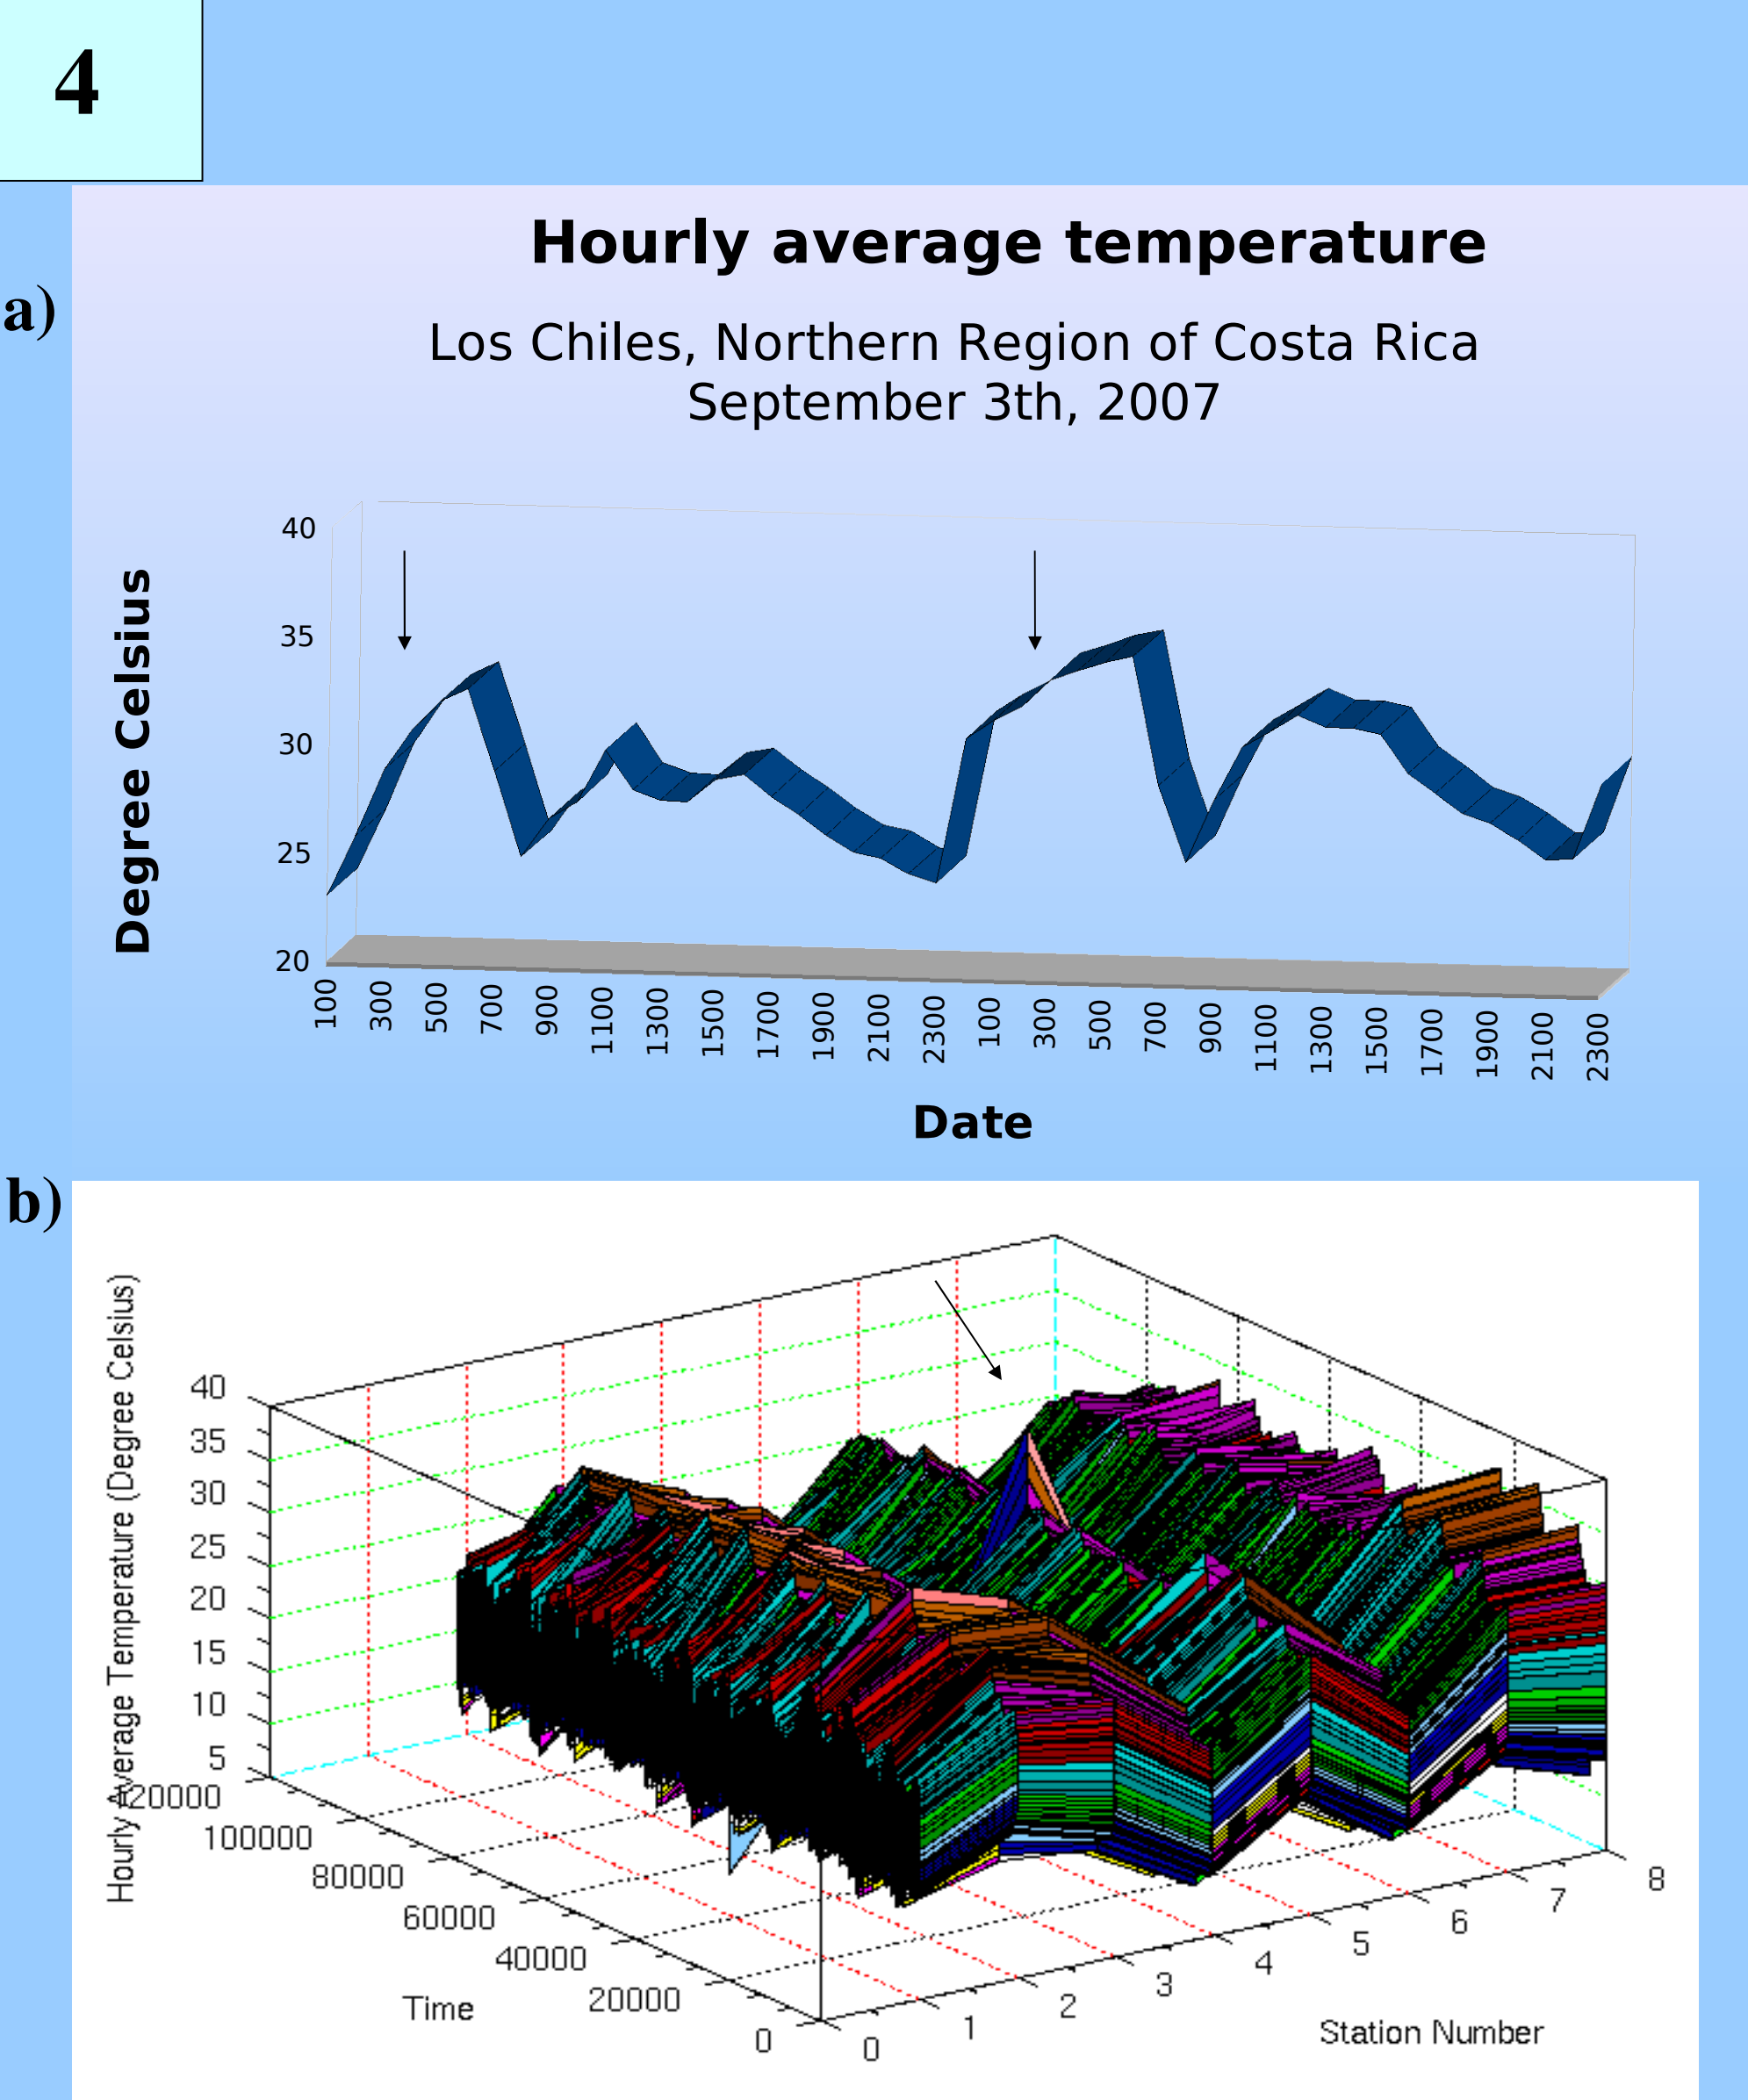 4
a)
Hourly average temperature
Los Chiles, Northern Region of Costa Rica
September 3th, 2007
Degree Celsius
40
35
30
25
20
100 300 500 700 900 1100 1300 1500 1700 1900 2100 2300 100 300 500 700 900 1100 1300 1500 1700 1900 2100 2300
Date
b)
Hourly Average Temperature (Degree Celsius)
40
35
30
25
20
15
10
5
120000
100000
80000
60000
40000
20000
0
Time
0 1 2 3 4 5 6 7 8
Station Number